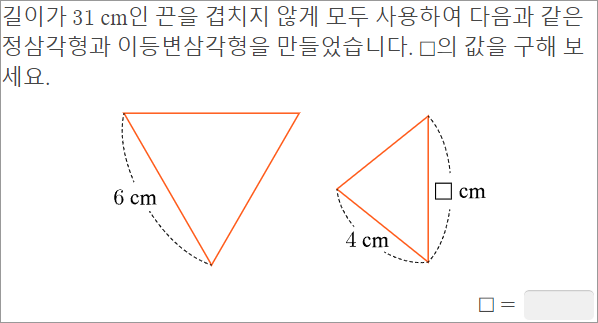 길이가 31 cm인 끈을 겹치지 않게 모두 사용하여 다음과 같은
정삼각형과 이등변삼각형을 만들었습니다. □의 값을 구해 보
세요.
6 cm
□ cm
4 cm
□ =